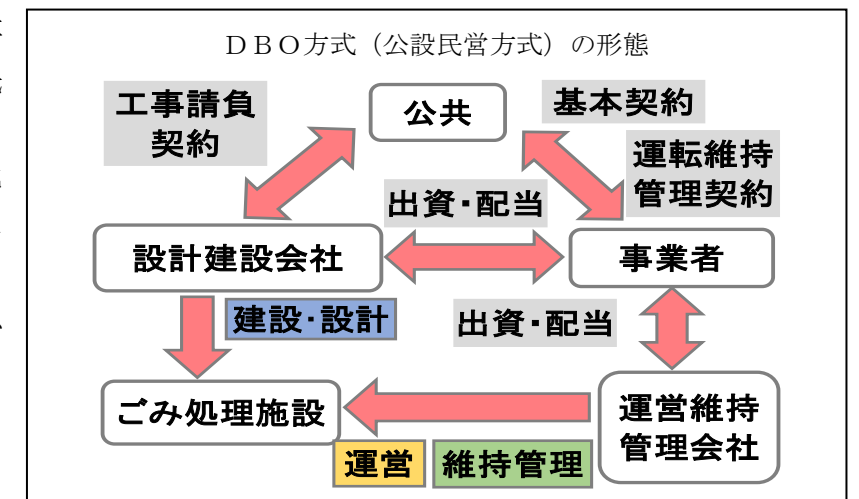 DBO方式（公設民営方式）の形態
工事請負
契約
公共
基本契約
運転維持
管理契約
出資・配当
設計建設会社
事業者
建設・設計
出資・配当
ごみ処理施設
運営維持
管理会社
運営
維持管理